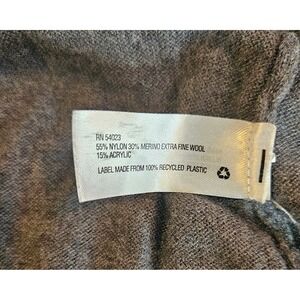 RN 54023
55% NYLON 30% MERINO EXTRA FINE WOOL
15% ACRYLIC
LABEL MADE FROM 100% RECYCLED PLASTIC